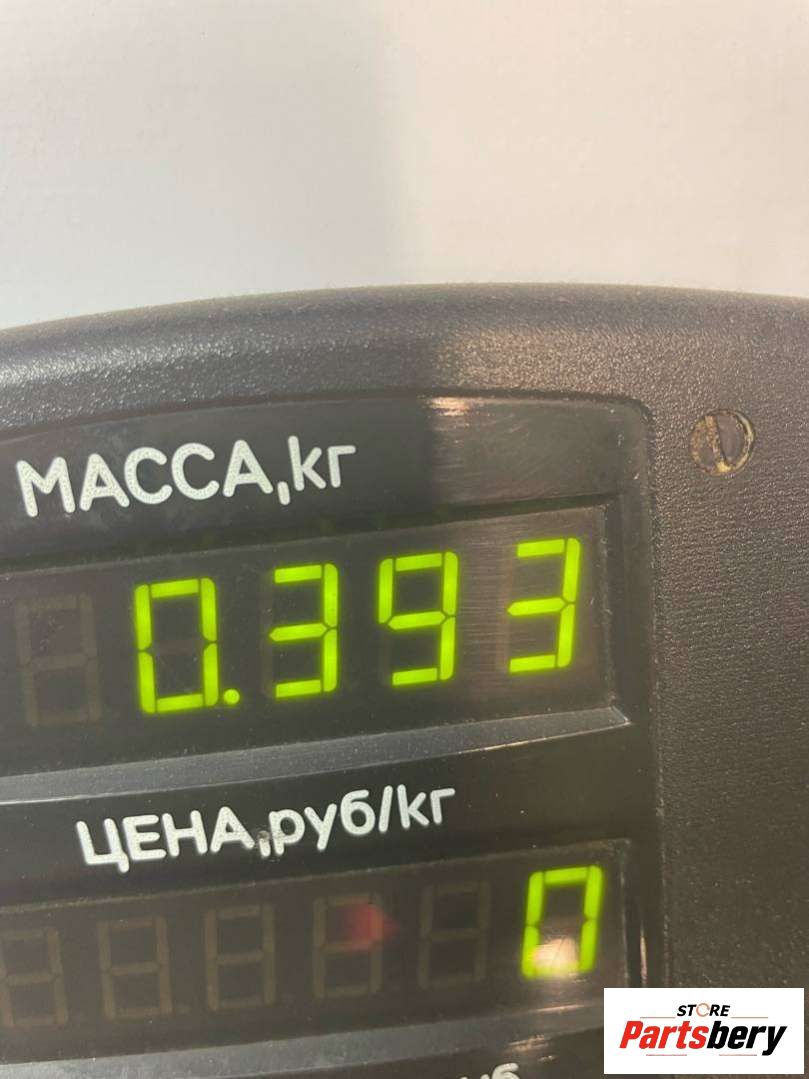 МАССА,кг
0.393
ЦЕНА,руб/кг
0
STORE
Partsbery